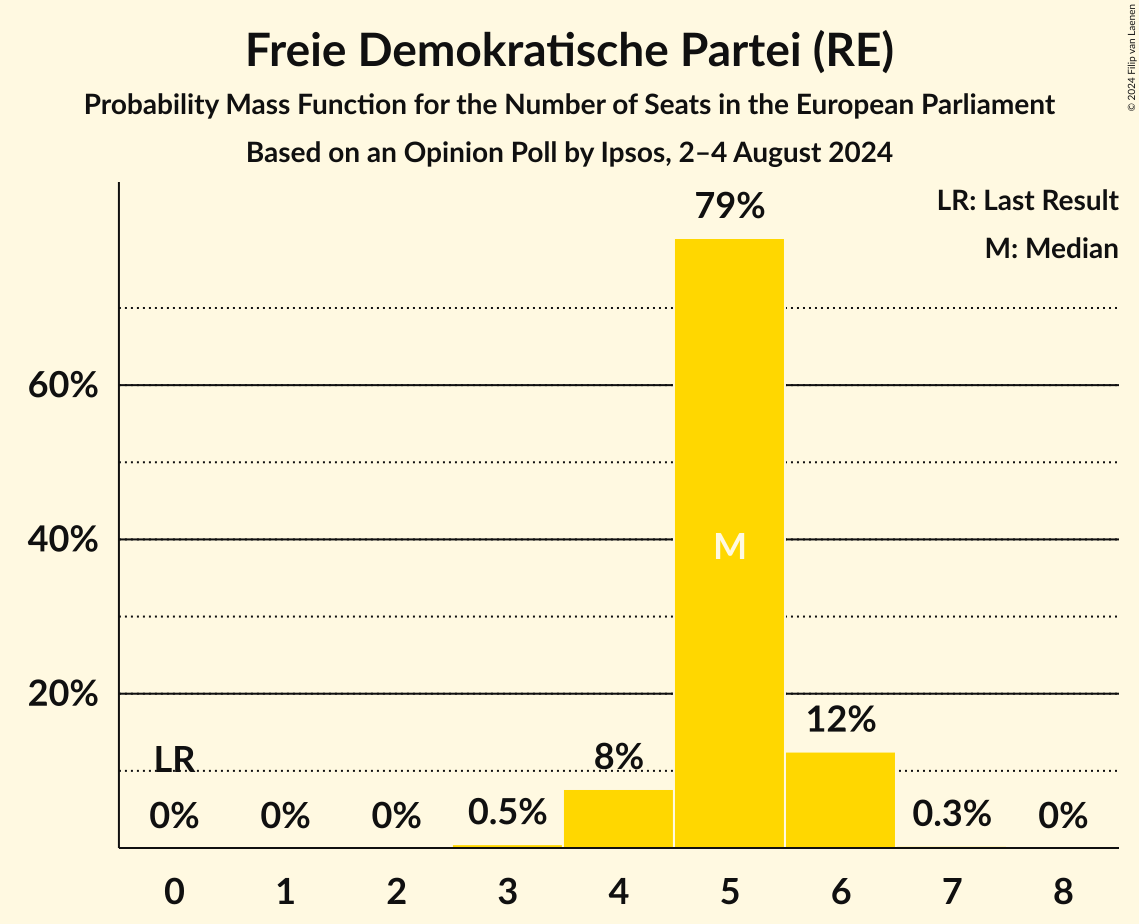 Freie Demokratische Partei (RE)
Probability Mass Function for the Number of Seats in the European Parliament
Based on an Opinion Poll by Ipsos, 2–4 August 2024
© 2024 Filip van Laenen
LR: Last Result
M: Median
79%
60%
40%
M
20%
12%
LR
8%
0%
0%
0%
0.5%
0.3%
0%
0 1 2 3 4 5 6 7 8